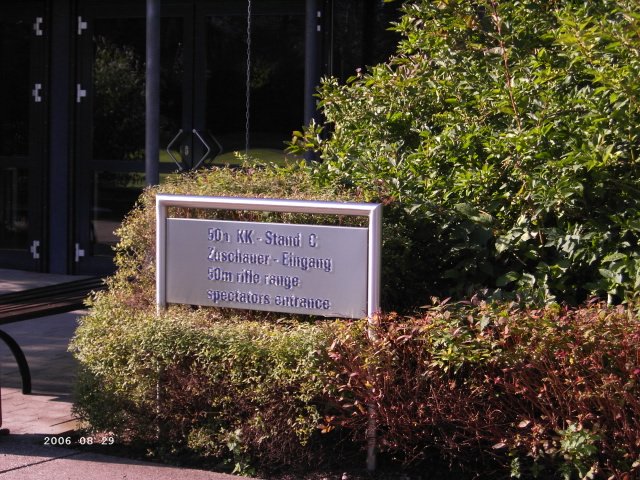 50m KK - Stand C
Zuschauer - Eingang
50m rifle range
spectators entrance
2006 08 29